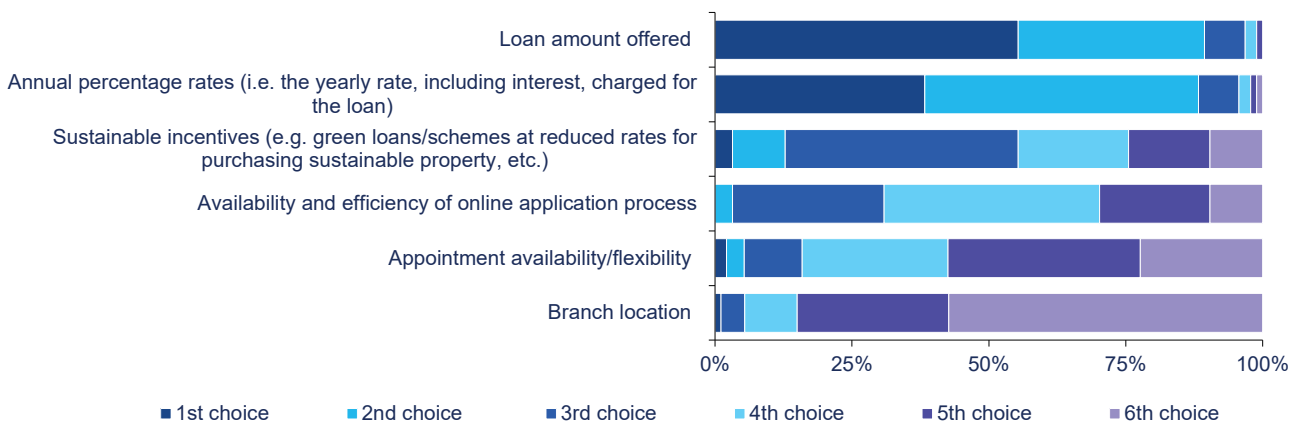 Loan amount offered
Annual percentage rates (i.e. the yearly rate, including interest, charged for
the loan)
Sustainable incentives (e.g. green loans/schemes at reduced rates for
purchasing sustainable property, etc.)
Availability and efficiency of online application process
Appointment availability/flexibility
Branch location
0% 25% 50% 75% 100%
1st choice 2nd choice 3rd choice 4th choice 5th choice 6th choice